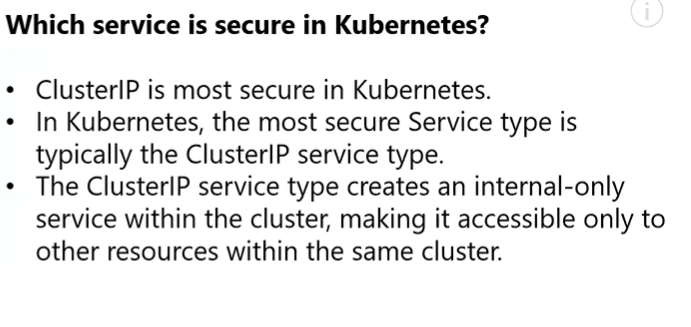 Which service is secure in Kubernetes?
• ClusterIP is most secure in Kubernetes.
• In Kubernetes, the most secure Service type is
typically the ClusterIP service type.
• The ClusterIP service type creates an internal-only
service within the cluster, making it accessible only to
other resources within the same cluster.